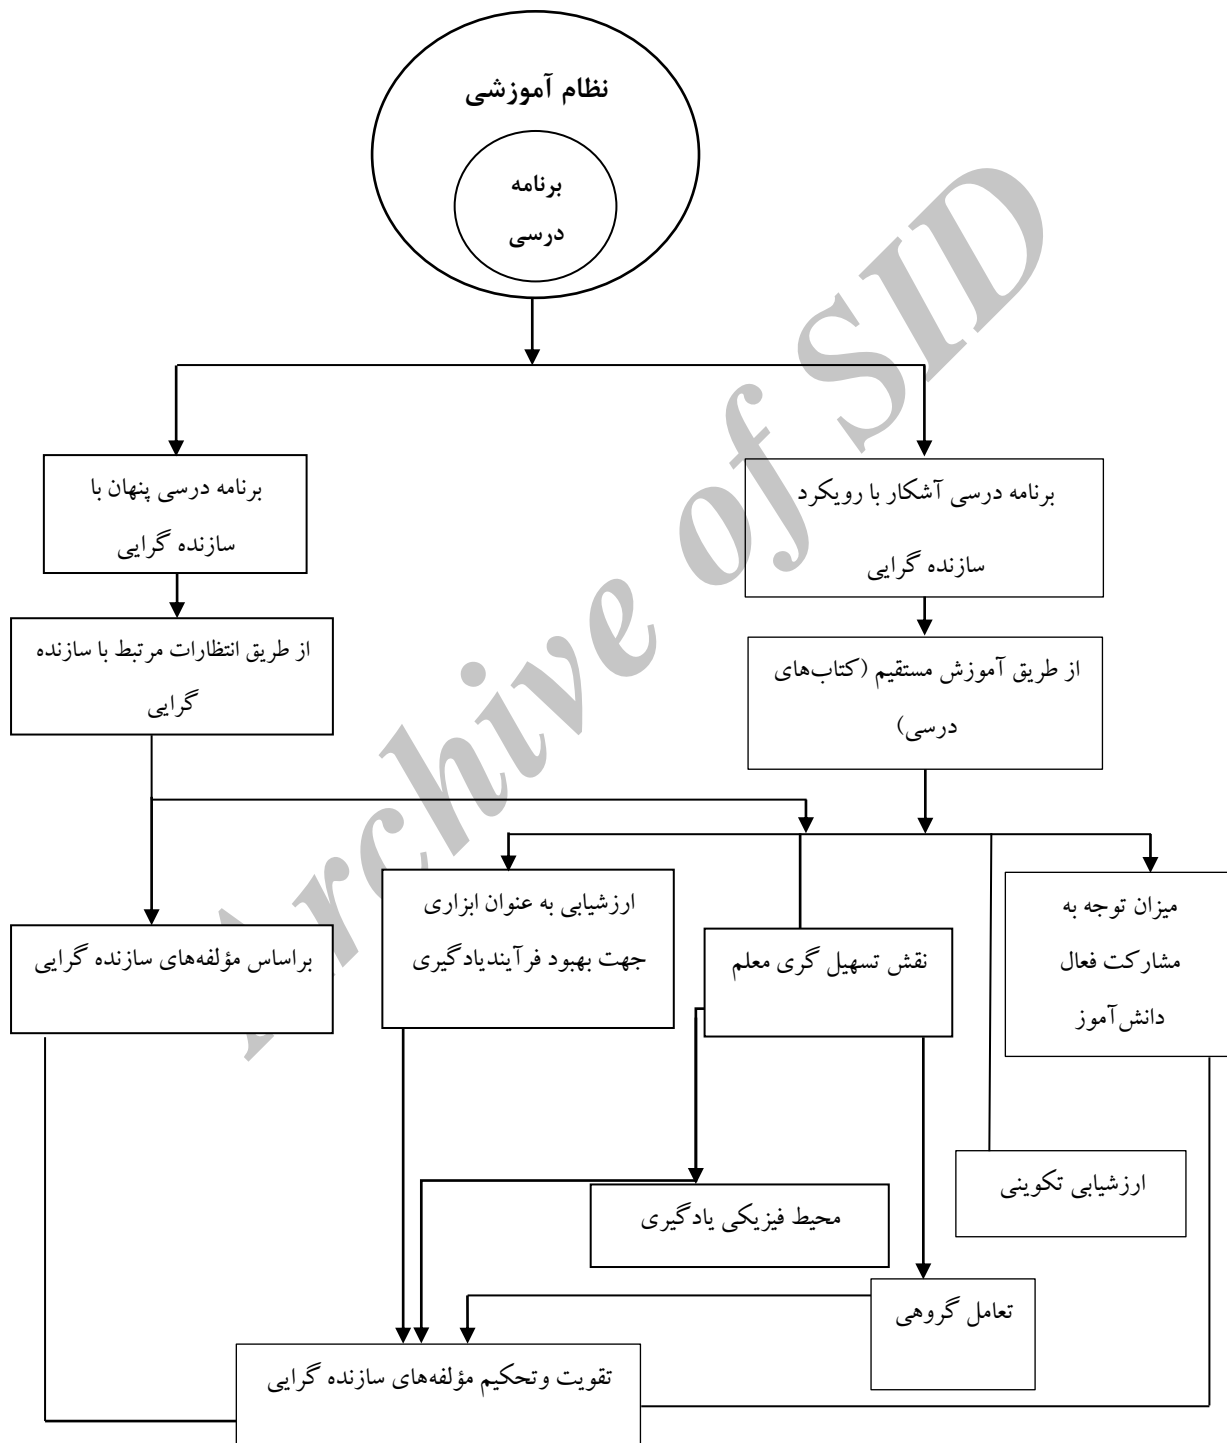 نظام آموزشی
برنامه
درسی
برنامه درسی آشکار با رویکرد
سازنده گرایی
برنامه درسی پنهان با
سازنده گرایی
از طریق آموزش مستقیم (کتاب‌های
درسی)
از طریق انتظارات مرتبط با سازنده
گرایی
میزان توجه به
مشارکت فعال
دانش‌آموز
نقش تسهیل گری معلم
ارزشیابی به عنوان ابزاری
جهت بهبود فرآیندیادگیری
براساس مؤلفه‌های سازنده گرایی
ارزشیابی تکوینی
محیط فیزیکی یادگیری
تعامل گروهی
تقویت وتحکیم مؤلفه‌های سازنده گرایی
Archive of SID